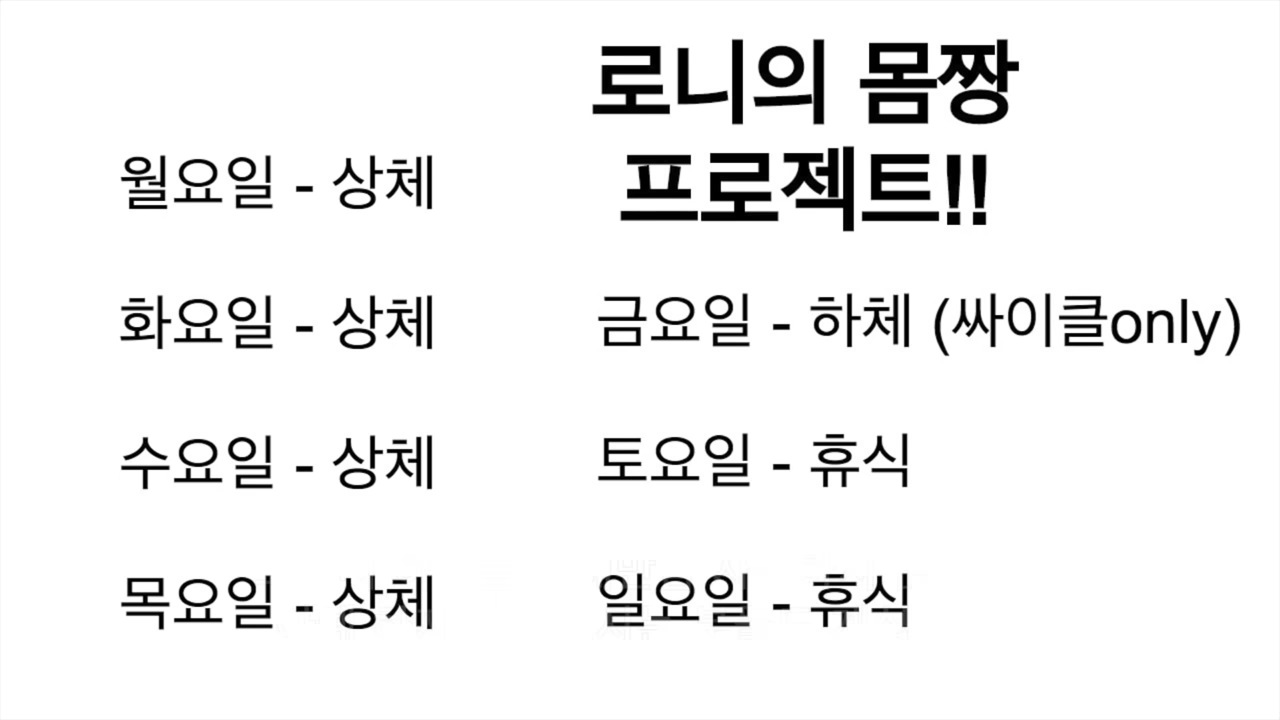 로니의 몸짱
프로젝트!!
월요일 - 상체
화요일 - 상체
수요일 - 상체
목요일 - 상체
금요일 - 하체 (싸이클only)
토요일 - 휴식
일요일 - 휴식